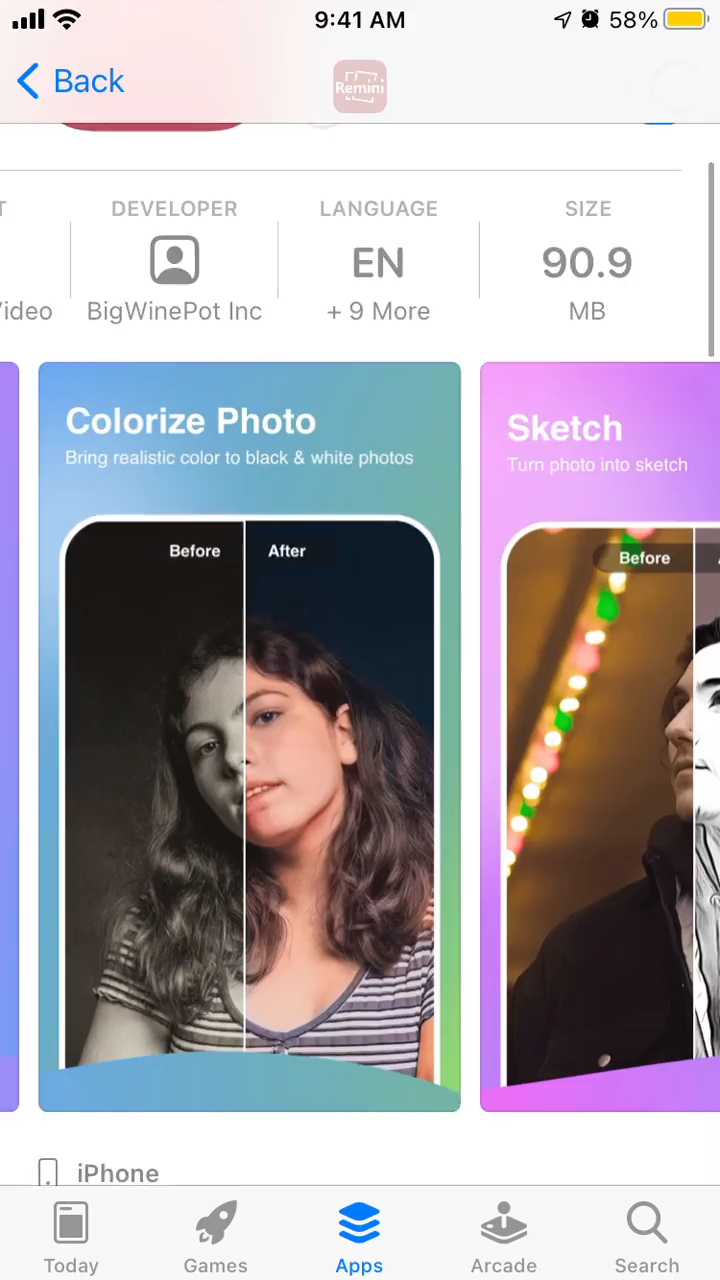 9:41 AM
58%
Back
Remini
DEVELOPER
LANGUAGE
SIZE
EN
90.9
BigWinePot Inc
+ 9 More
MB
Colorize Photo
Bring realistic color to black & white photos
Before
After
Sketch
Turn photo into sketch
Before
iPhone
Today
Games
Apps
Arcade
Search